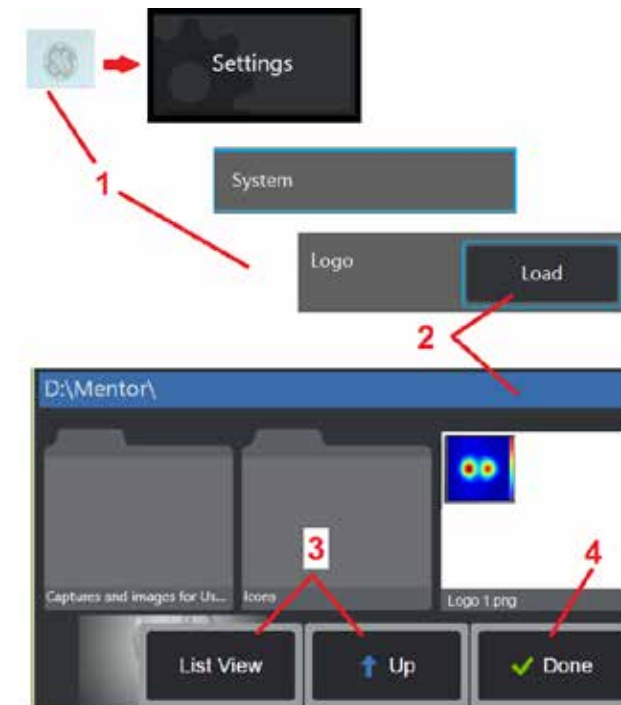 Settings
1
System
Logo
Load
2
D:\Mentor\
3
4
Captures and images for Us...
Icons
Logo 1.png
List View
Up
Done